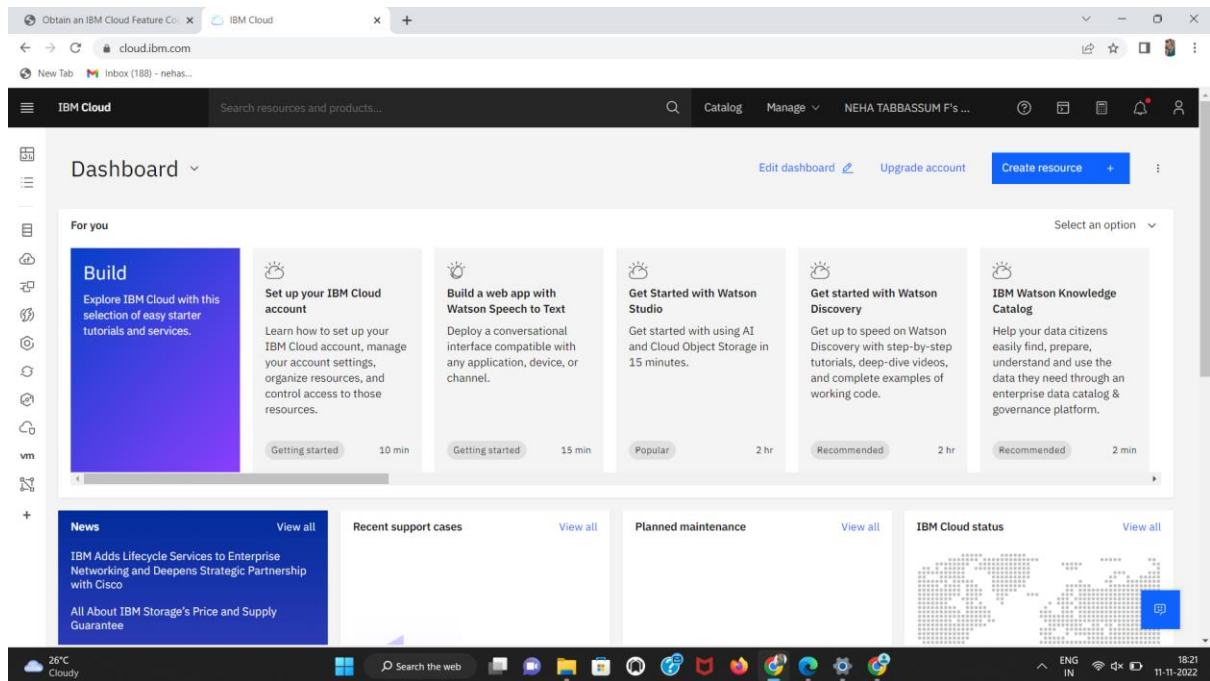 Obtain an IBM Cloud Feature Co
IBM Cloud
cloud.ibm.com
New Tab
Inbox (188) - nehas...
IBM Cloud
Search resources and products...
Catalog
Manage
NEHA TABBASSUM F's ...
Dashboard
Edit dashboard
Upgrade account
Create resource +
For you
Select an option
Build
Explore IBM Cloud with this
selection of easy starter
tutorials and services.
Set up your IBM Cloud
account
Learn how to set up your
IBM Cloud account, manage
your account settings,
organize resources, and
control access to those
resources.
Getting started
10 min
Build a web app with
Watson Speech to Text
Deploy a conversational
interface compatible with
any application, device, or
channel.
Getting started
15 min
Get Started with Watson
Studio
Get started with using AI
and Cloud Object Storage in
15 minutes.
Popular
2 hr
Get started with Watson
Discovery
Get up to speed on Watson
Discovery with step-by-step
tutorials, deep-dive videos,
and complete examples of
working code.
Recommended
2 hr
IBM Watson Knowledge
Catalog
Help your data citizens
easily find, prepare,
understand and use the
data they need through an
enterprise data catalog &
governance platform.
Recommended
2 min
vm
News
View all
IBM Adds Lifecycle Services to Enterprise
Networking and Deepens Strategic Partnership
with Cisco
All About IBM Storage's Price and Supply
Guarantee
Recent support cases
View all
Planned maintenance
View all
IBM Cloud status
View all
26°C
Cloudy
Search the web
ENG
IN
18:21
11-11-2022